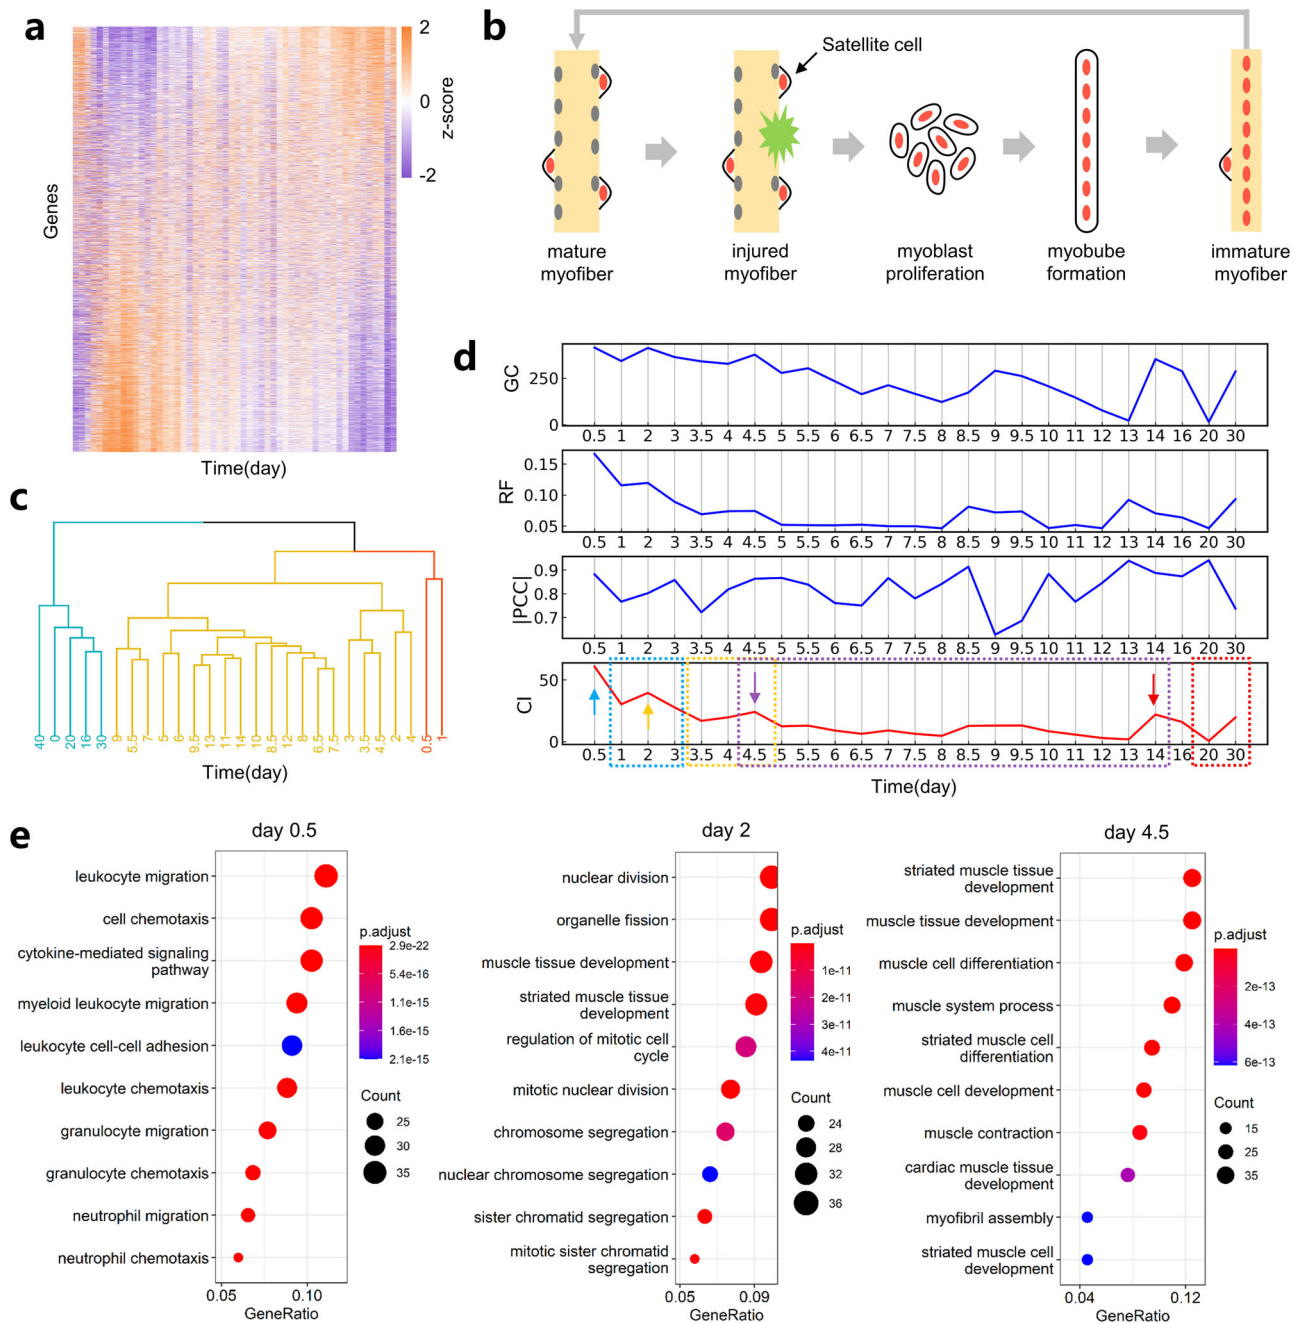 a
2
0
-2
z-score
Genes
Time(day)
b
Satellite cell
mature
myofiber
injured
myofiber
myoblast
proliferation
myobube
formation
immature
myofiber
c
40
0
20
16
30
9
5.5
7
5
6
9.5
13
11
14
10
8.5
12
8
6.5
7.5
3
3.5
4.5
2
4
0.5
1
Time(day)
d
GC
250
0
0.5 1 2 3 3.5 4 4.5 5 5.5 6 6.5 7 7.5 8 8.5 9 9.5 10 11 12 13 14 16 20 30
RF
0.15
0.10
0.05
0.5 1 2 3 3.5 4 4.5 5 5.5 6 6.5 7 7.5 8 8.5 9 9.5 10 11 12 13 14 16 20 30
|PCC|
0.9
0.7
0.5 1 2 3 3.5 4 4.5 5 5.5 6 6.5 7 7.5 8 8.5 9 9.5 10 11 12 13 14 16 20 30
CI
50
0
0.5 1 2 3 3.5 4 4.5 5 5.5 6 6.5 7 7.5 8 8.5 9 9.5 10 11 12 13 14 16 20 30
Time(day)
e
day 0.5
leukocyte migration
cell chemotaxis
cytokine-mediated signaling
pathway
myeloid leukocyte migration
leukocyte cell-cell adhesion
leukocyte chemotaxis
granulocyte migration
granulocyte chemotaxis
neutrophil migration
neutrophil chemotaxis
0.05 0.10
GeneRatio
p.adjust
2.9e-22
5.4e-16
1.1e-15
1.6e-15
2.1e-15
Count
25
30
35
day 2
nuclear division
organelle fission
muscle tissue development
striated muscle tissue
development
regulation of mitotic cell
cycle
mitotic nuclear division
chromosome segregation
nuclear chromosome segregation
sister chromatid segregation
mitotic sister chromatid
segregation
0.05 0.09
GeneRatio
p.adjust
1e-11
2e-11
3e-11
4e-11
Count
24
28
32
36
day 4.5
striated muscle tissue
development
muscle tissue development
muscle cell differentiation
muscle system process
striated muscle cell
differentiation
muscle cell development
muscle contraction
cardiac muscle tissue
development
myofibril assembly
striated muscle cell
development
0.04 0.12
GeneRatio
p.adjust
2e-13
4e-13
6e-13
Count
15
25
35